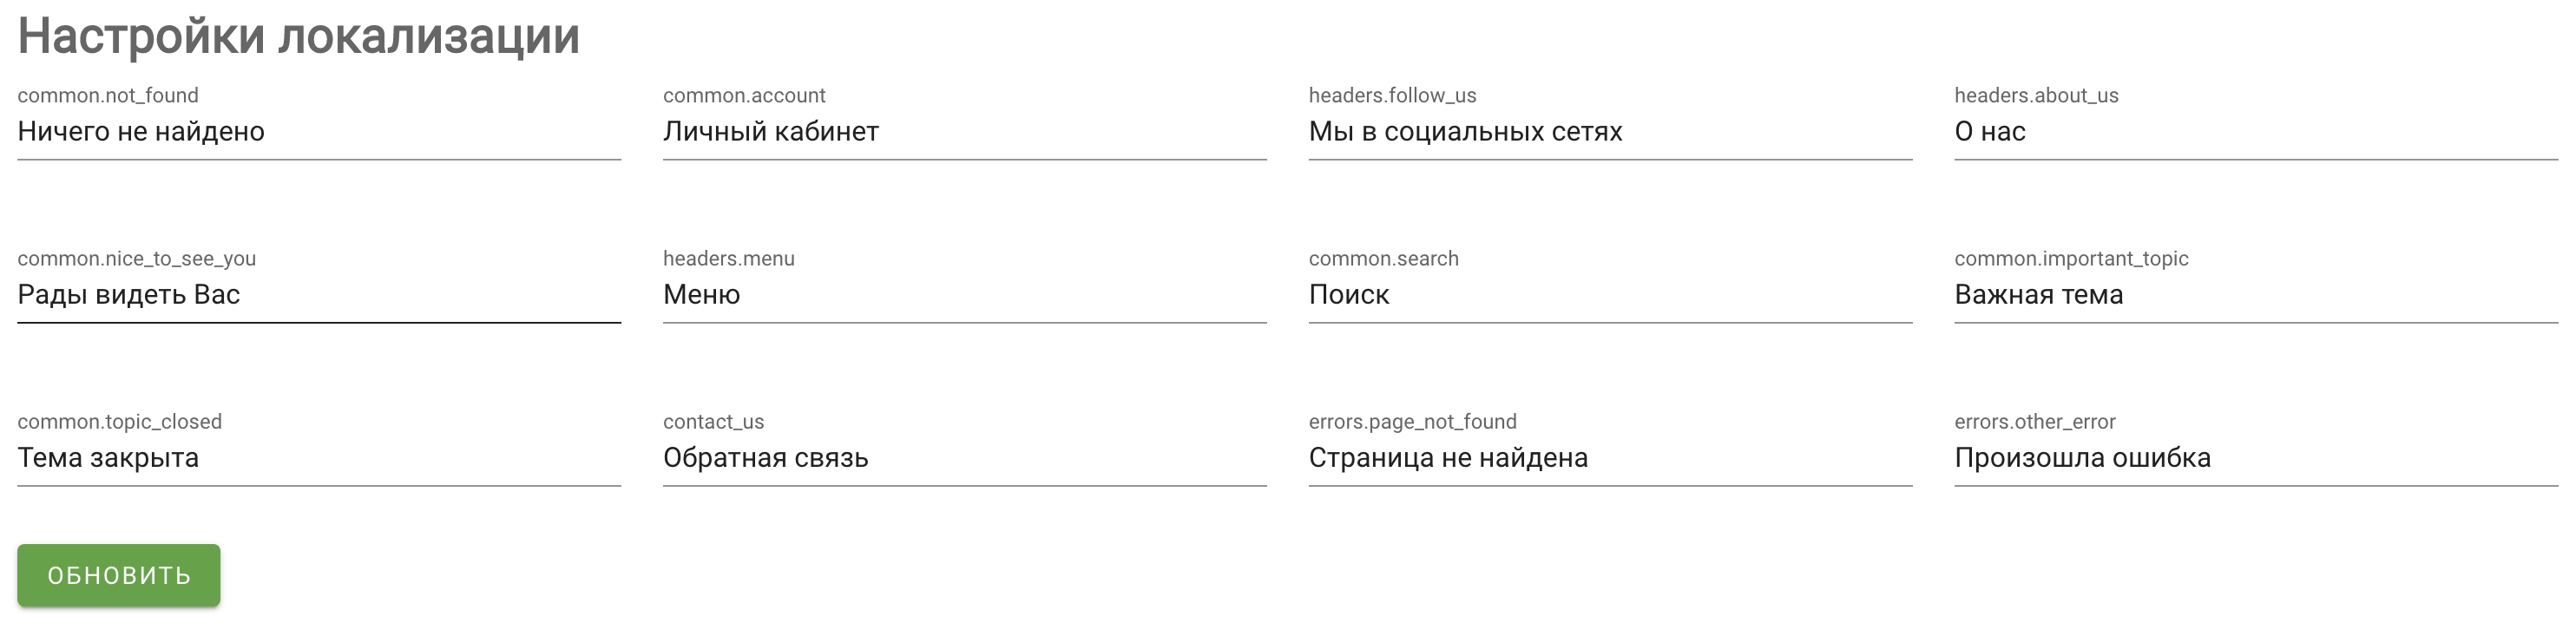 Настройки локализации
common.not_found
Ничего не найдено
common.account
Личный кабинет
headers.follow_us
Мы в социальных сетях
headers.about_us
О нас
common.nice_to_see_you
Рады видеть Вас
headers.menu
Меню
common.search
Поиск
common.important_topic
Важная тема
common.topic_closed
Тема закрыта
contact_us
Обратная связь
errors.page_not_found
Страница не найдена
errors.other_error
Произошла ошибка
ОБНОВИТЬ